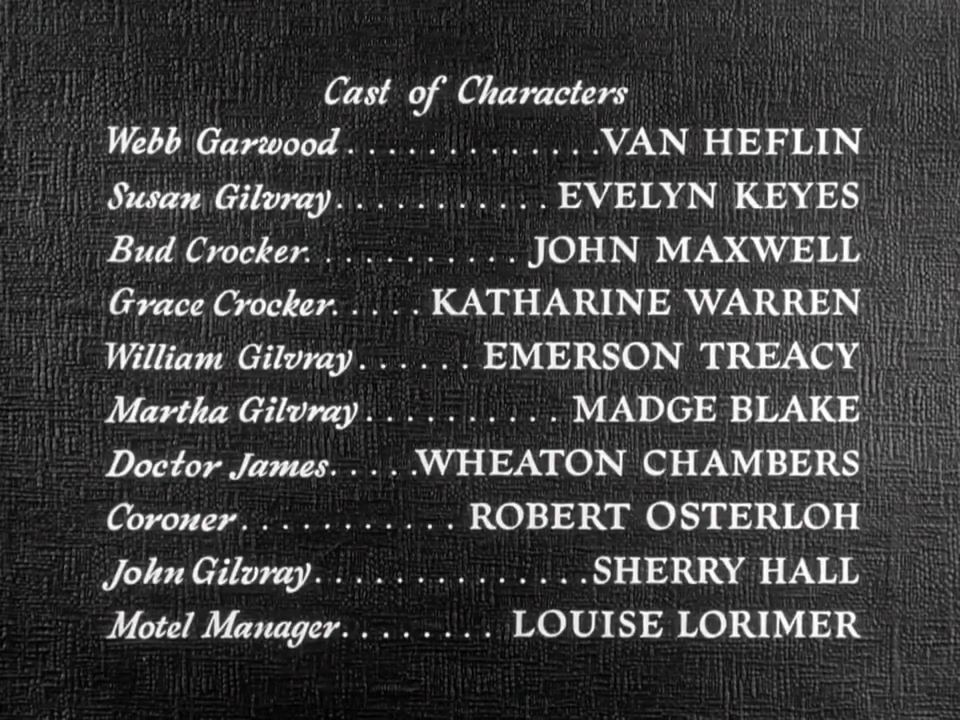 Cast of Characters
Webb Garwood.............VAN HEFLIN
Susan Gilvray...........EVELYN KEYES
Bud Crocker...........JOHN MAXWELL
Grace Crocker.....KATHARINE WARREN
William Gilvray......EMERSON TREACY
Martha Gilvray..........MADGE BLAKE
Doctor James.....WHEATON CHAMBERS
Coroner...........ROBERT OSTERLOH
John Gilvray..............SHERRY HALL
Motel Manager........LOUISE LORIMER